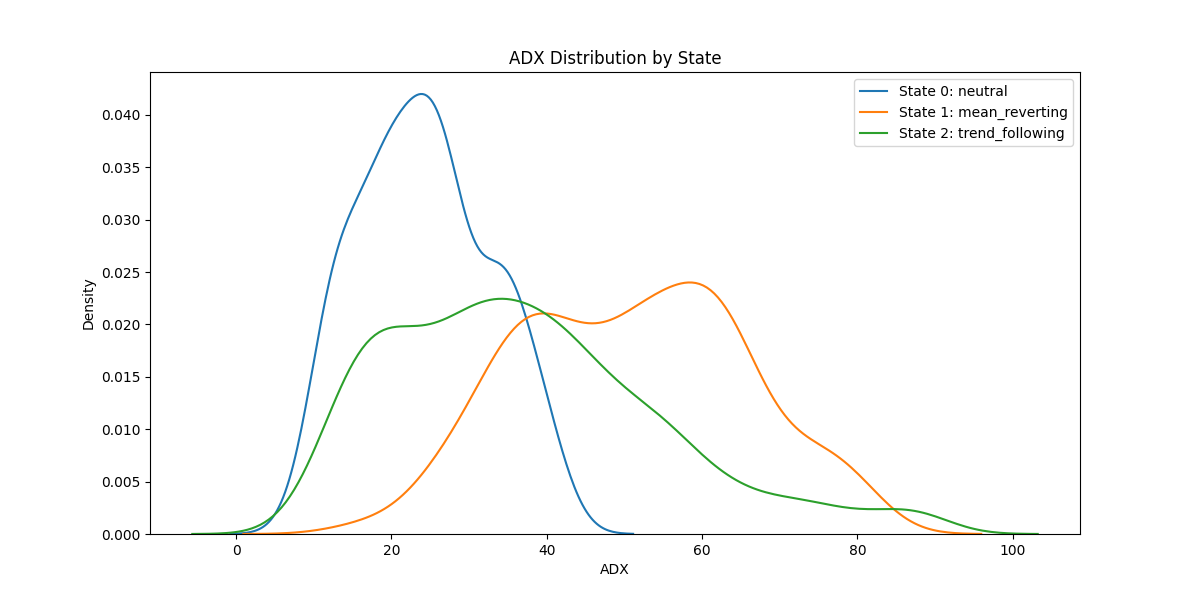 ADX Distribution by State
State 0: neutral
State 1: mean_reverting
State 2: trend_following
0.040
0.035
0.030
0.025
0.020
0.015
0.010
0.005
0.000
Density
0 20 40 60 80 100
ADX